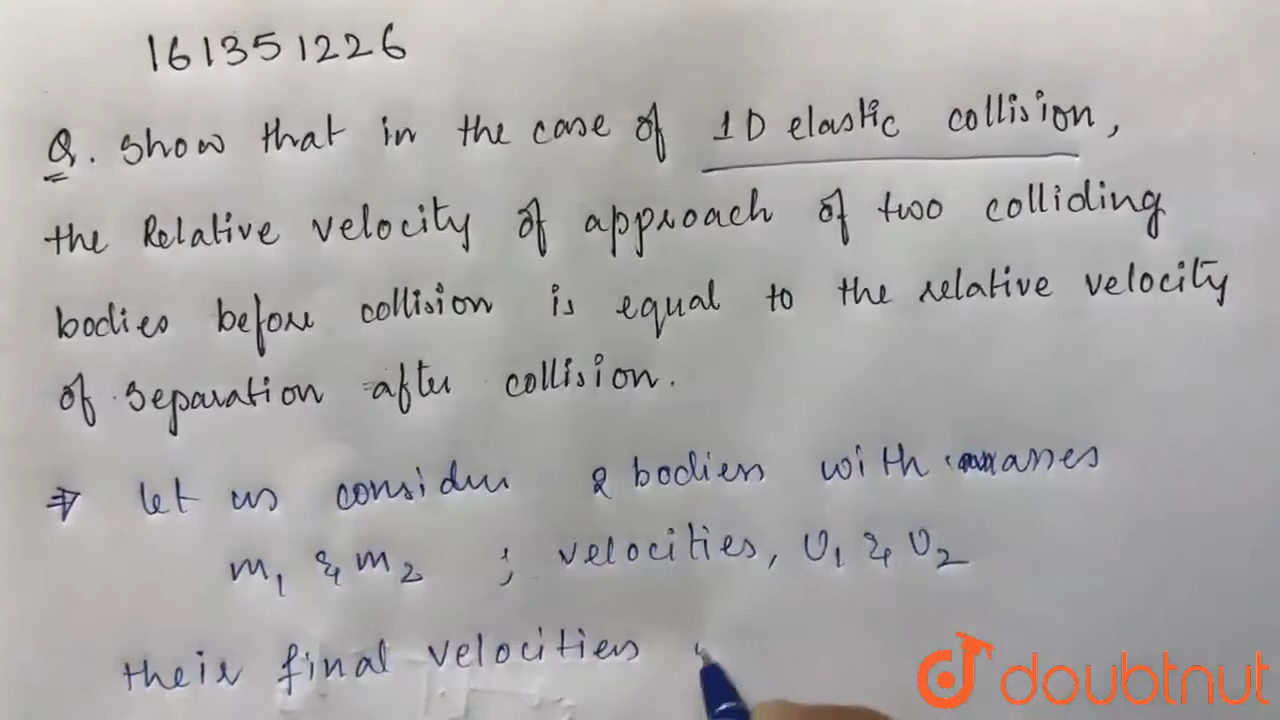 161351226
Q. Show that in the case of 1D elastic collision,
the Relative velocity of approach of two colliding
bodies before collision is equal to the relative velocity
of separation after collision.
⇒ let us consider 2 bodies with masses
m₁ & m₂ ; velocities, v₁ & v₂
their final velocities
doubtnut